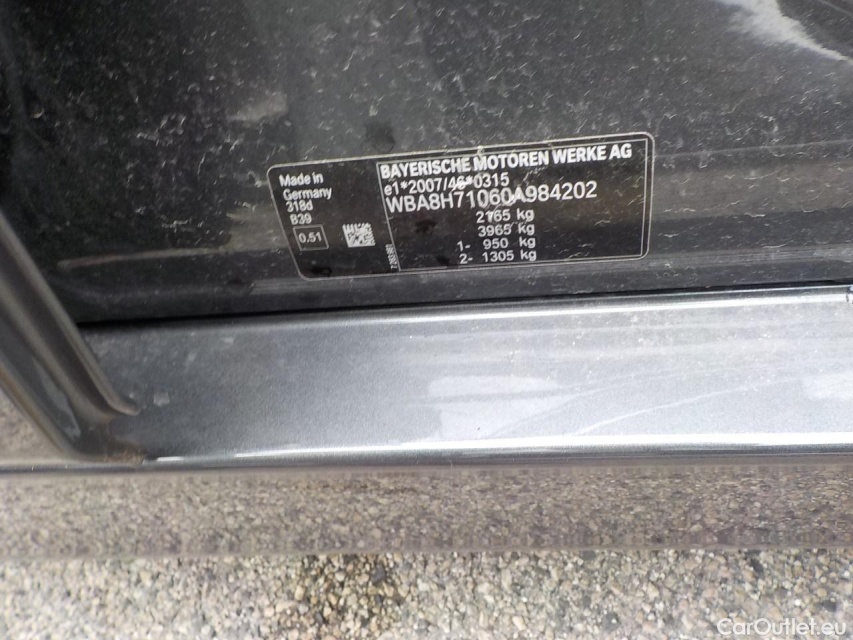 Made in
Germany
318d
B39
0.51
BAYERISCHE MOTOREN WERKE AG
e1*2007/46*0315
WBA8H71060A984202
2165 kg
3965 kg
1- 950 kg
2- 1305 kg
CarOutlet.eu